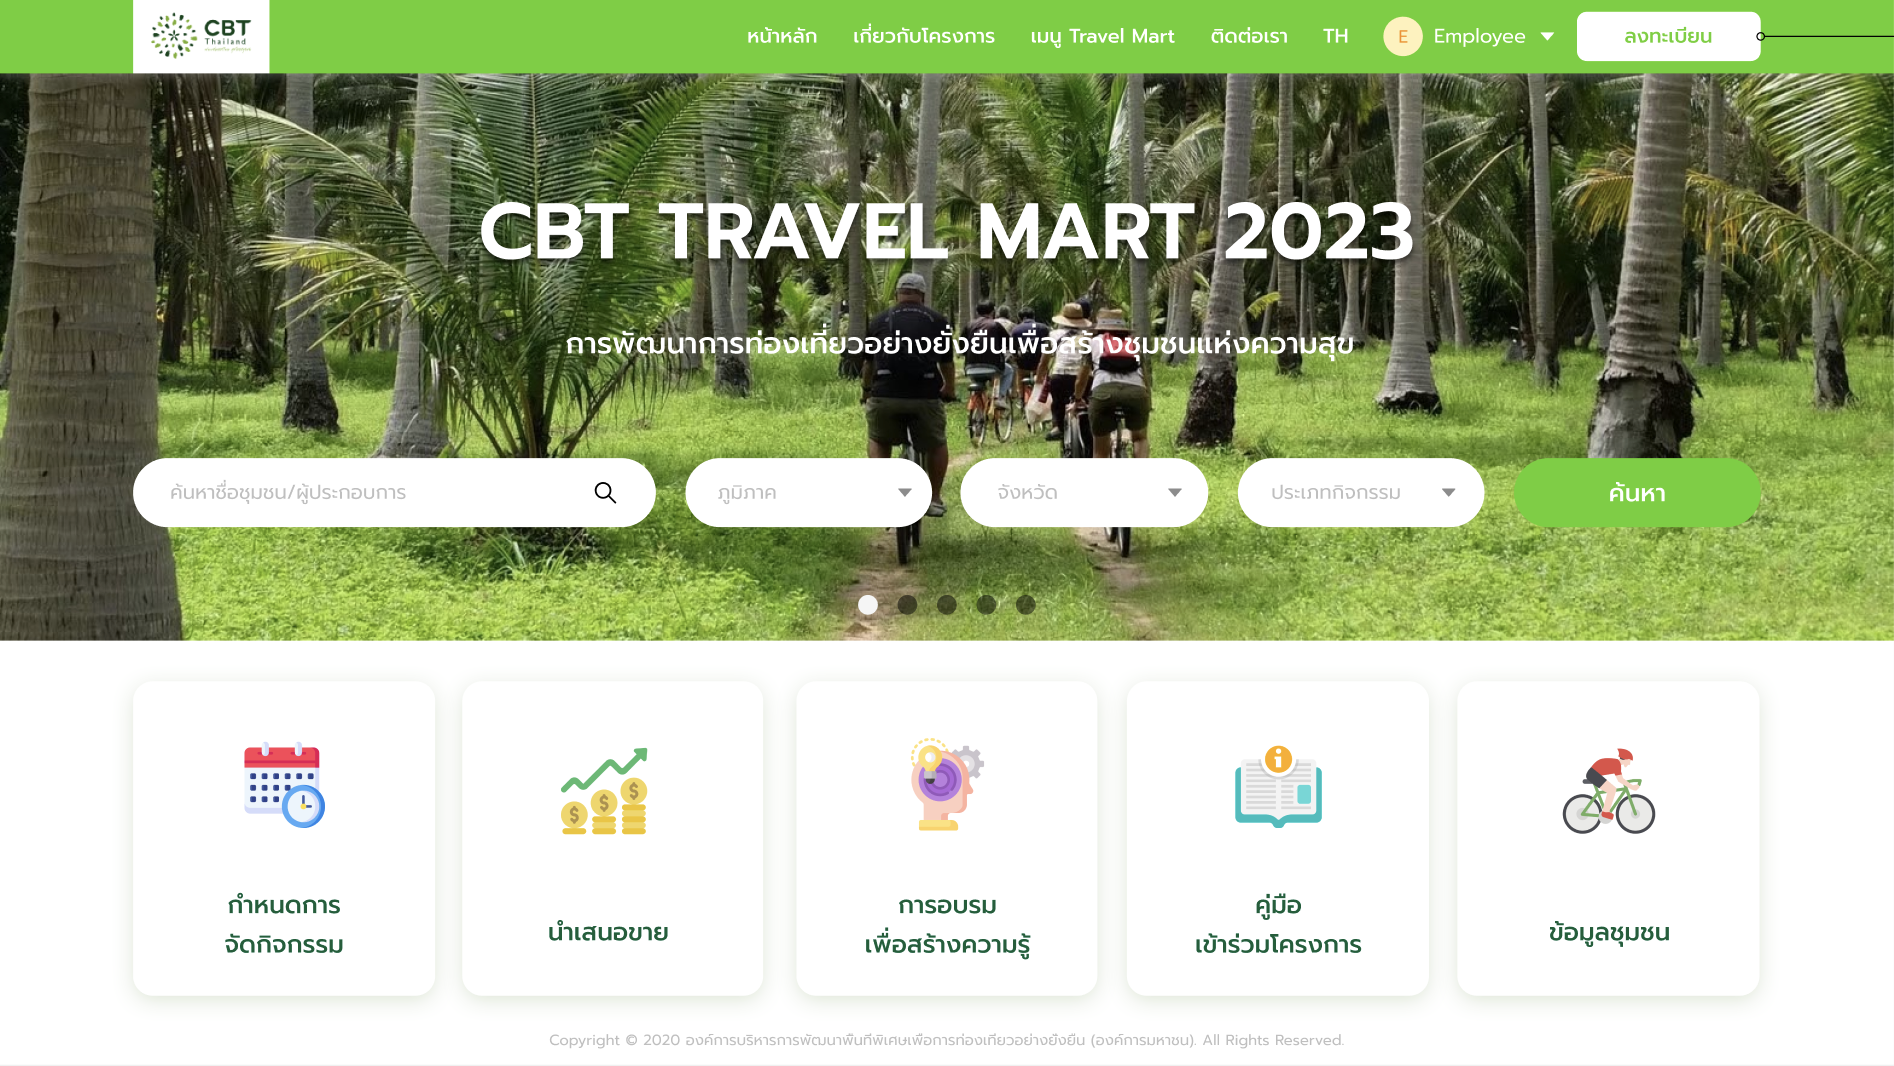 CBT
Thailand
หน้าหลัก
เกี่ยวกับโครงการ
เมนู Travel Mart
ติดต่อเรา
TH
E
Employee
ลงทะเบียน
CBT TRAVEL MART 2023
การพัฒนาการท่องเที่ยวอย่างยั่งยืนเพื่อสร้างชุมชนแห่งความสุข
ค้นหาชื่อชุมชน/ผู้ประกอบการ
ภูมิภาค
จังหวัด
ประเภทกิจกรรม
ค้นหา
กำหนดการ
จัดกิจกรรม
นำเสนอขาย
การอบรม
เพื่อสร้างความรู้
คู่มือ
เข้าร่วมโครงการ
ข้อมูลชุมชน
Copyright © 2020 องค์การบริหารการพัฒนาพื้นที่พิเศษเพื่อการท่องเที่ยวอย่างยั่งยืน (องค์การมหาชน). All Rights Reserved.